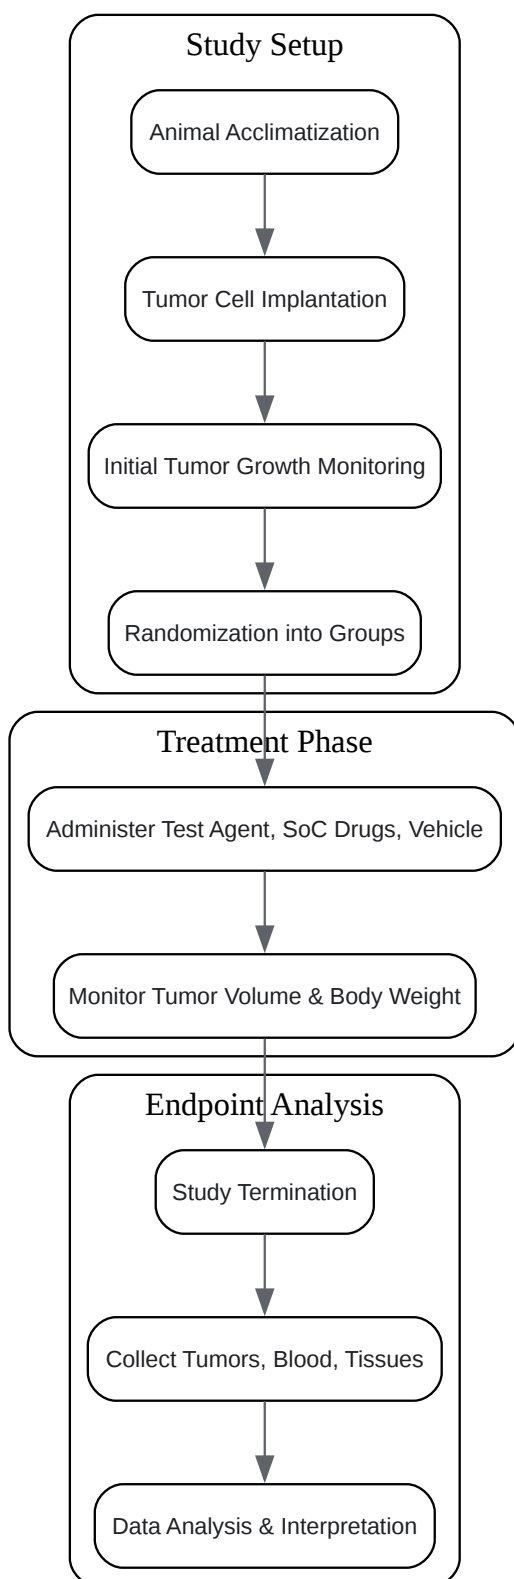 Study Setup
Animal Acclimatization
Tumor Cell Implantation
Initial Tumor Growth Monitoring
Randomization into Groups
Treatment Phase
Administer Test Agent, SoC Drugs, Vehicle
Monitor Tumor Volume & Body Weight
Endpoint Analysis
Study Termination
Collect Tumors, Blood, Tissues
Data Analysis & Interpretation